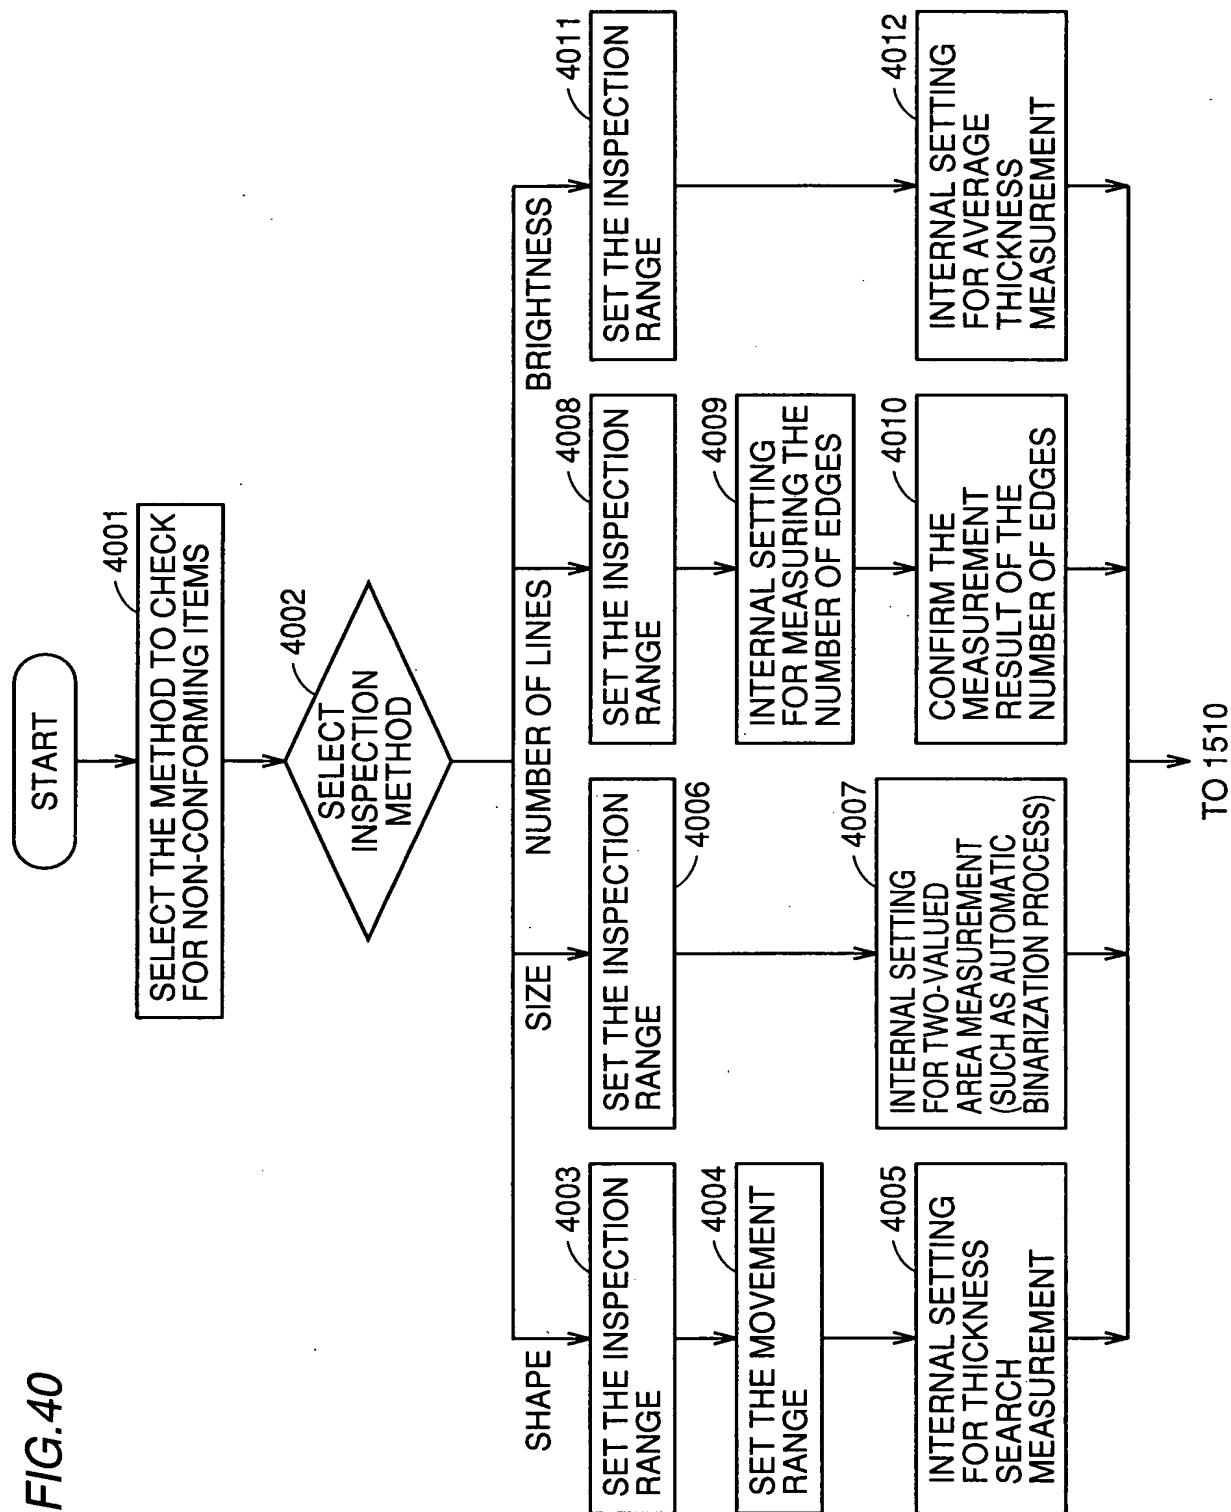 FIG.40
START
4001
SELECT THE METHOD TO CHECK
FOR NON-CONFORMING ITEMS
4002
SELECT
INSPECTION
METHOD
SHAPE
SIZE
NUMBER OF LINES
BRIGHTNESS
4003
SET THE INSPECTION
RANGE
4004
SET THE MOVEMENT
RANGE
4005
INTERNAL SETTING
FOR THICKNESS
SEARCH
MEASUREMENT
4006
SET THE INSPECTION
RANGE
4007
INTERNAL SETTING
FOR TWO-VALUED
AREA MEASUREMENT
(SUCH AS AUTOMATIC
BINARIZATION PROCESS)
4008
SET THE INSPECTION
RANGE
4009
INTERNAL SETTING
FOR MEASURING THE
NUMBER OF EDGES
4010
CONFIRM THE
MEASUREMENT
RESULT OF THE
NUMBER OF EDGES
4011
SET THE INSPECTION
RANGE
4012
INTERNAL SETTING
FOR AVERAGE
THICKNESS
MEASUREMENT
TO 1510